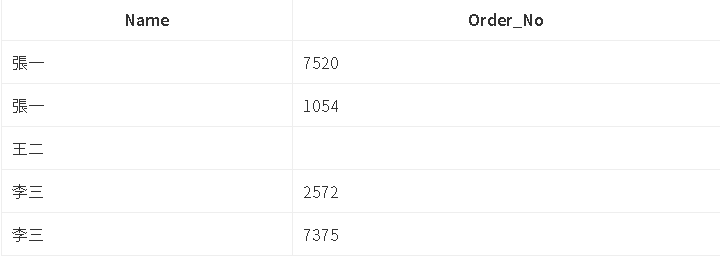 Name Order_No
張一 7520
張一 1054
王二
李三 2572
李三 7375